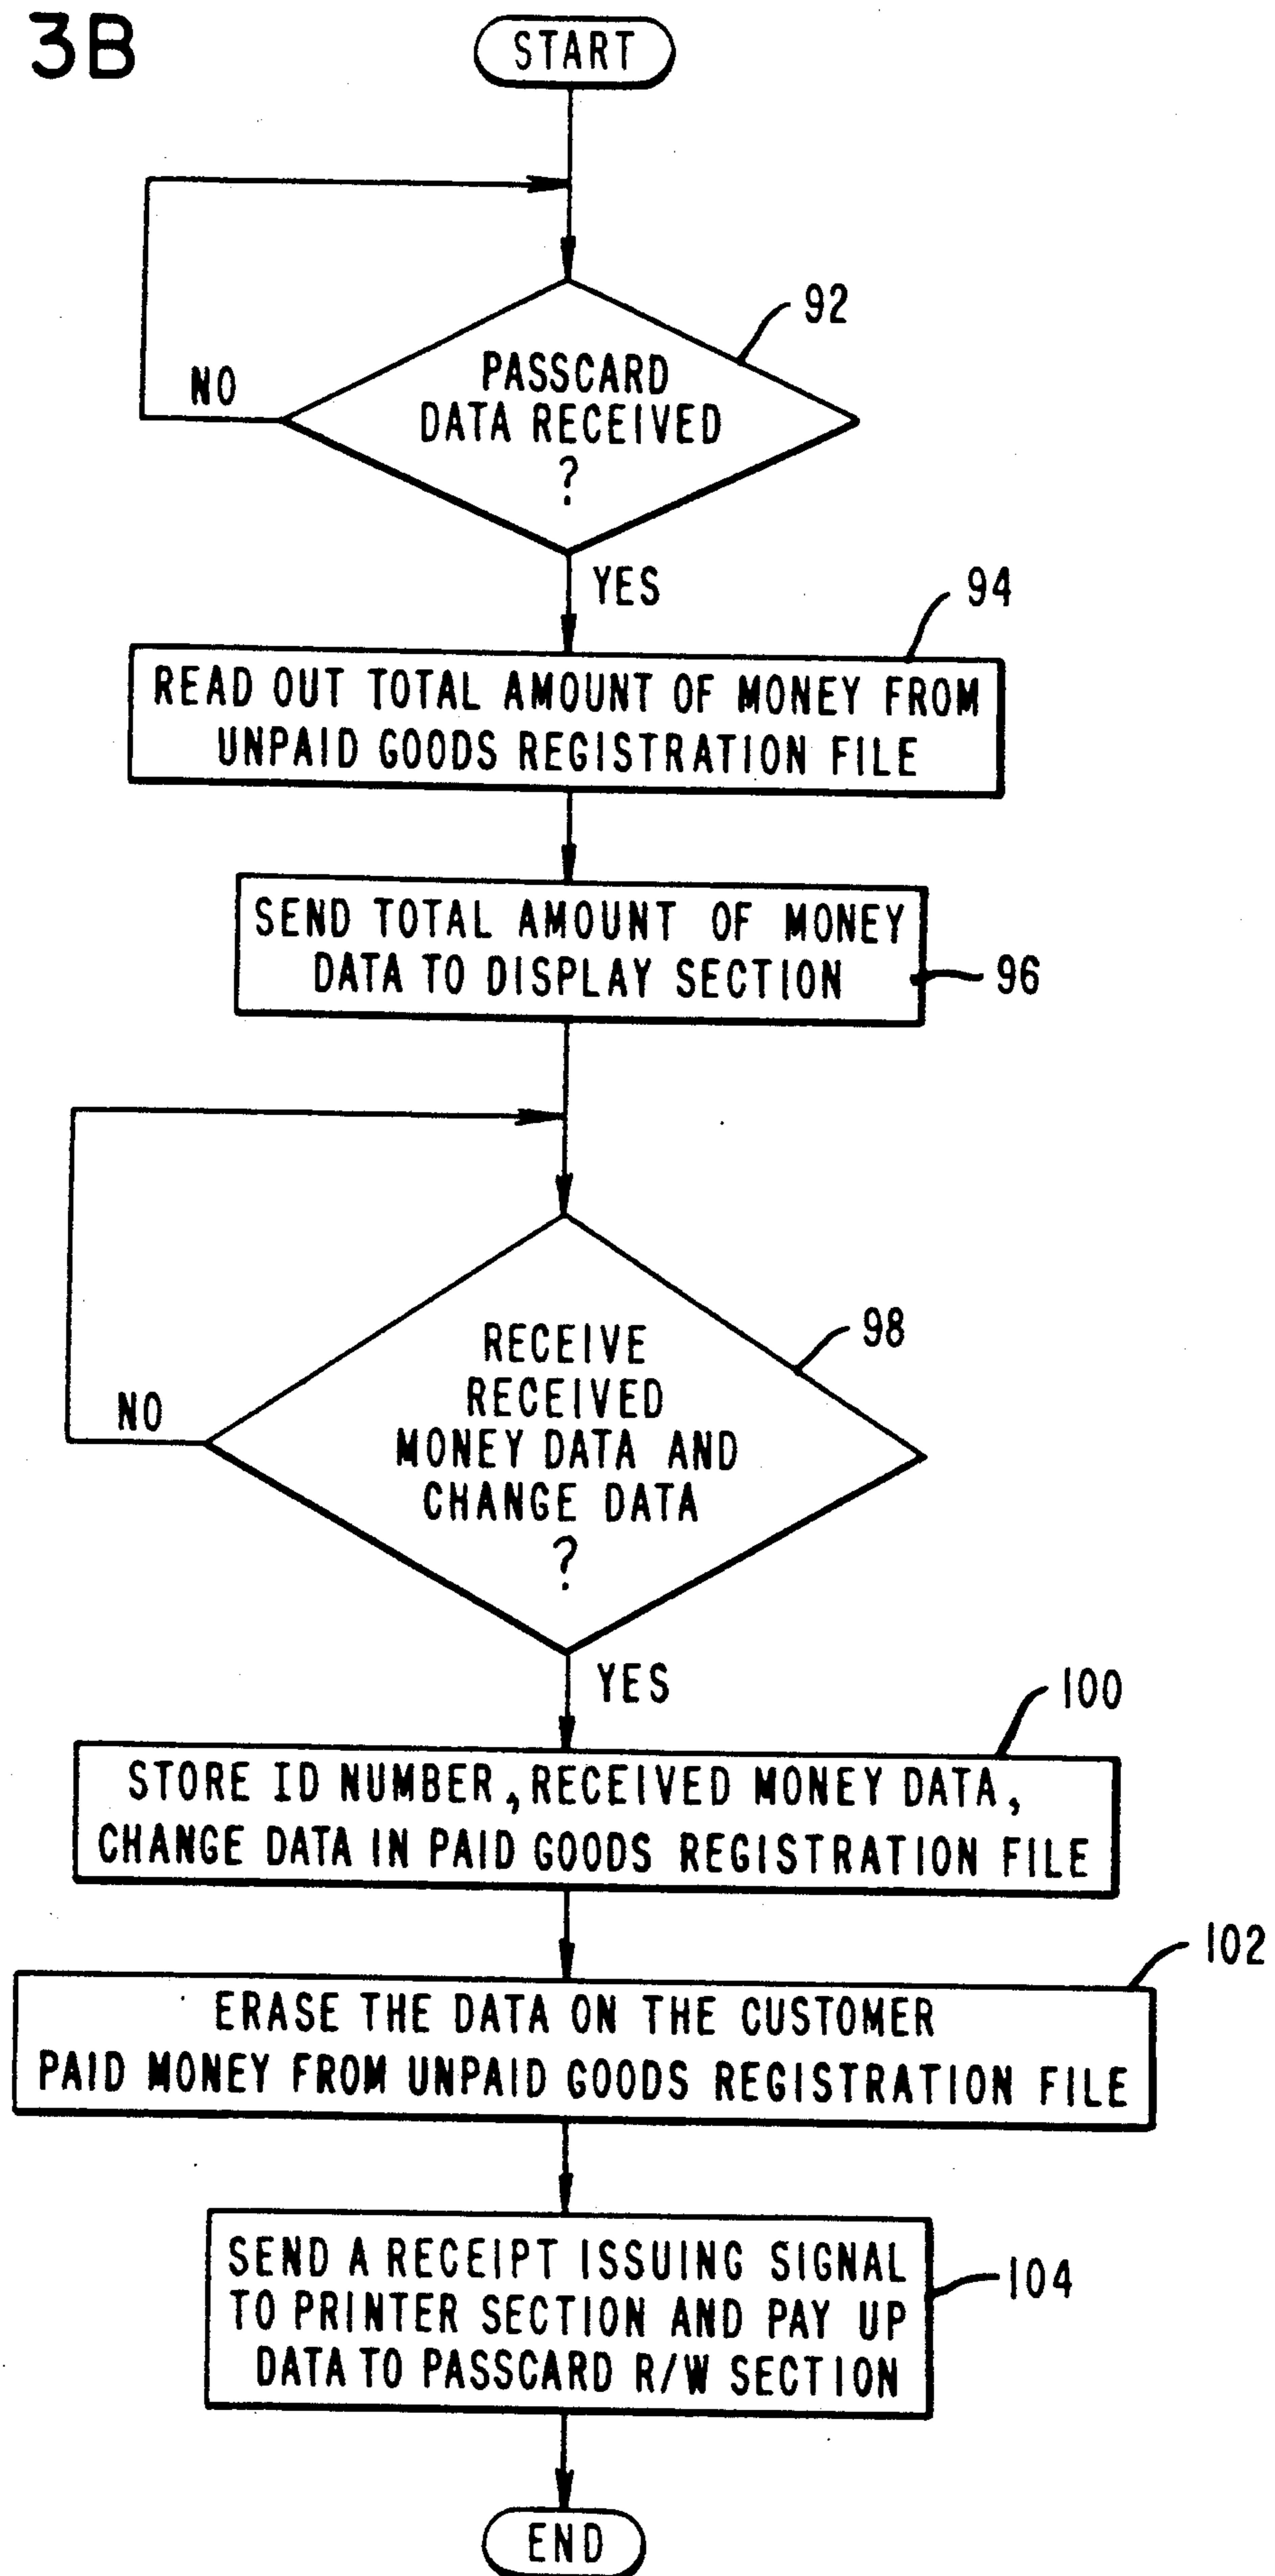 3B
START
92
PASSCARD
DATA RECEIVED
?
NO
YES
94
READ OUT TOTAL AMOUNT OF MONEY FROM
UNPAID GOODS REGISTRATION FILE
SEND TOTAL AMOUNT OF MONEY
DATA TO DISPLAY SECTION
96
98
RECEIVE
RECEIVED
MONEY DATA AND
CHANGE DATA
?
NO
YES
100
STORE ID NUMBER, RECEIVED MONEY DATA,
CHANGE DATA IN PAID GOODS REGISTRATION FILE
102
ERASE THE DATA ON THE CUSTOMER
PAID MONEY FROM UNPAID GOODS REGISTRATION FILE
SEND A RECEIPT ISSUING SIGNAL
TO PRINTER SECTION AND PAY UP
DATA TO PASSCARD R/W SECTION
104
END